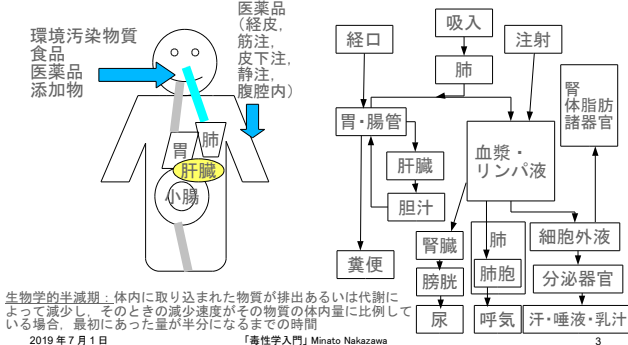 環境汚染物質
食品
医薬品
添加物
医薬品
（経皮,
筋注,
皮下注,
静注,
腹腔内）
胃
肺
肝臓
小腸
経口
吸入
注射
肺
胃・腸管
肝臓
胆汁
糞便
血漿・
リンパ液
腎
体脂肪
諸器官
腎臓
膀胱
尿
肺
肺胞
呼気
細胞外液
分泌器官
汗・唾液・乳汁
生物学的半減期：体内に取り込まれた物質が排出あるいは代謝に
よって減少し，そのときの減少速度がその物質の体内量に比例して
いる場合，最初にあった量が半分になるまでの時間
2019年7月1日
「毒性学入門」 Minato Nakazawa
3